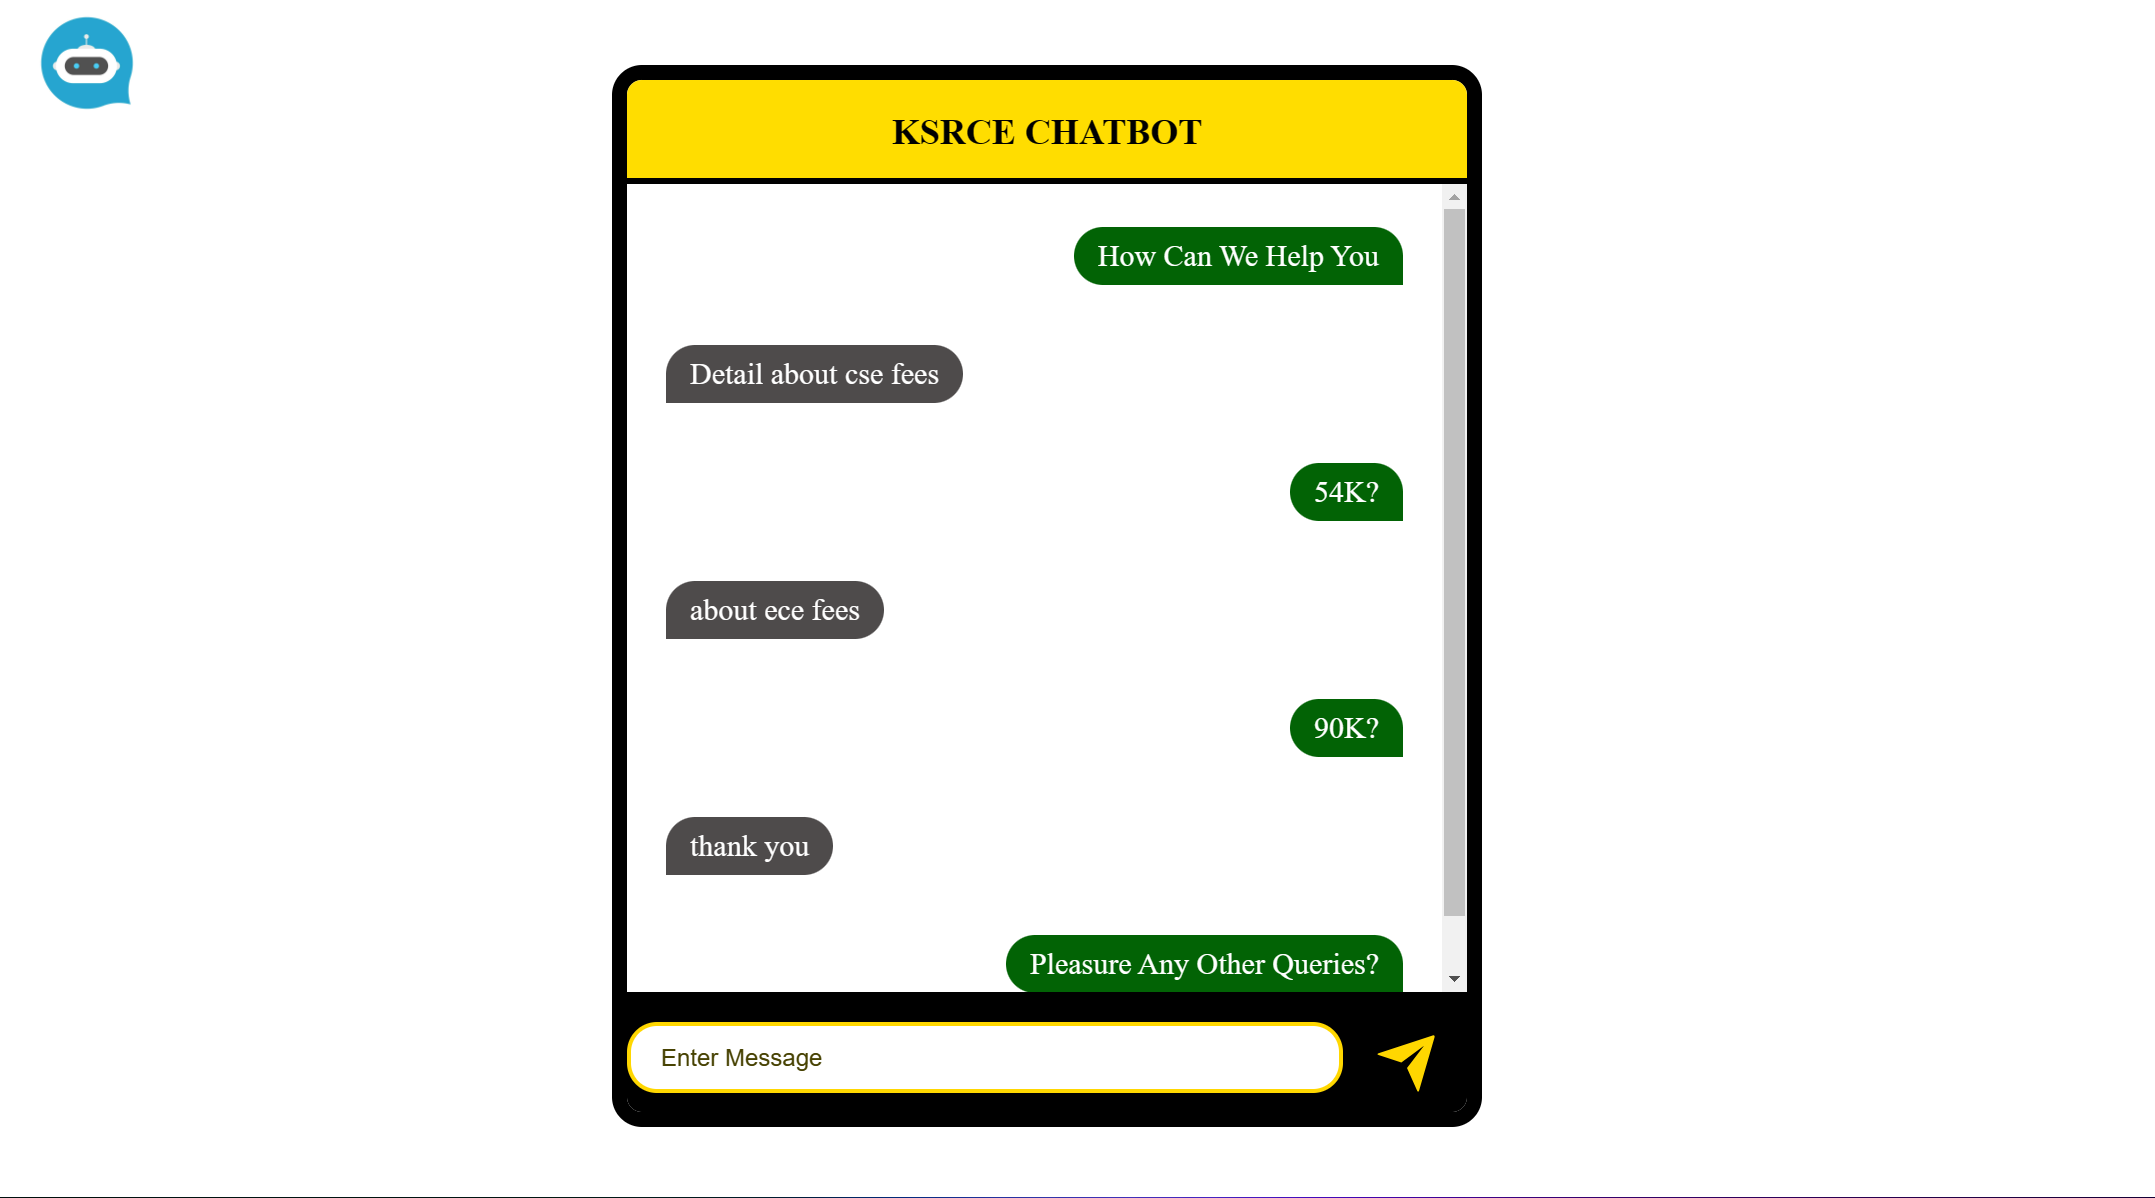 KSRCE CHATBOT
How Can We Help You
Detail about cse fees
54K?
about ece fees
90K?
thank you
Pleasure Any Other Queries?
Enter Message